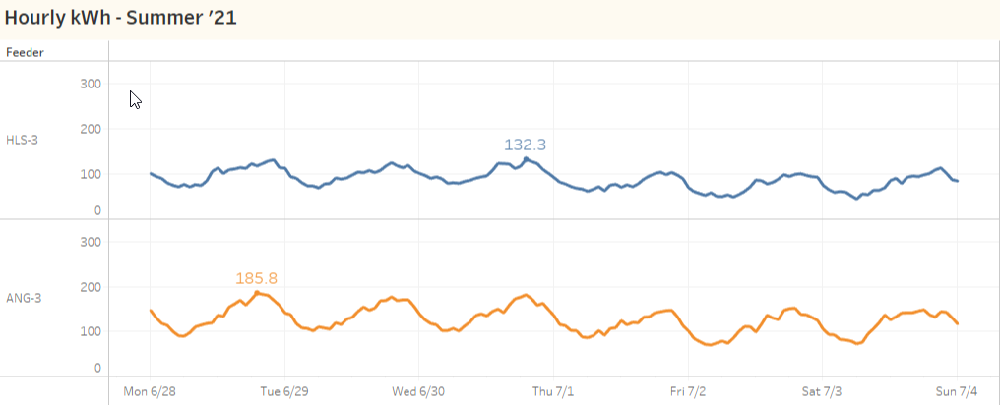 Hourly kWh - Summer ’21
Feeder
300
200
132.3
HLS-3
100
0
300
185.8
200
ANG-3
100
0
Mon 6/28 Tue 6/29 Wed 6/30 Thu 7/1 Fri 7/2 Sat 7/3 Sun 7/4